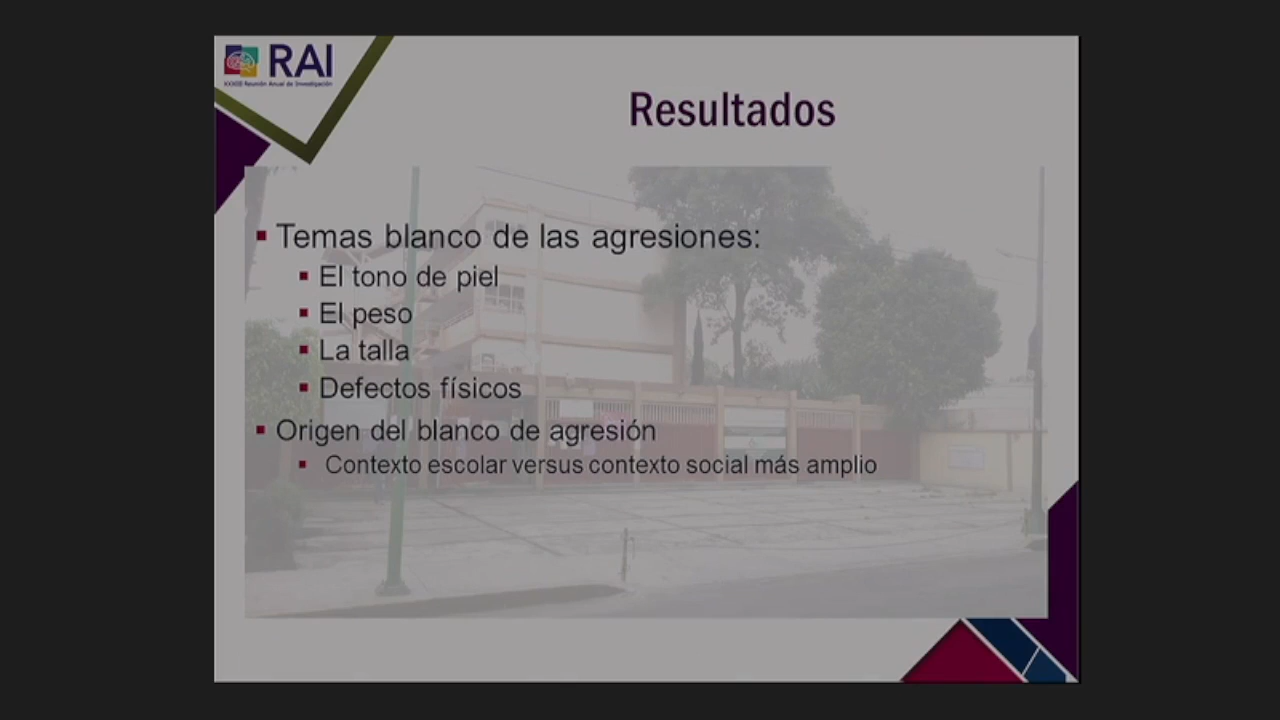 RAI
XXXIII Reunión Anual de Investigación
Resultados
Temas blanco de las agresiones:
El tono de piel
El peso
La talla
Defectos físicos
Origen del blanco de agresión
Contexto escolar versus contexto social más amplio